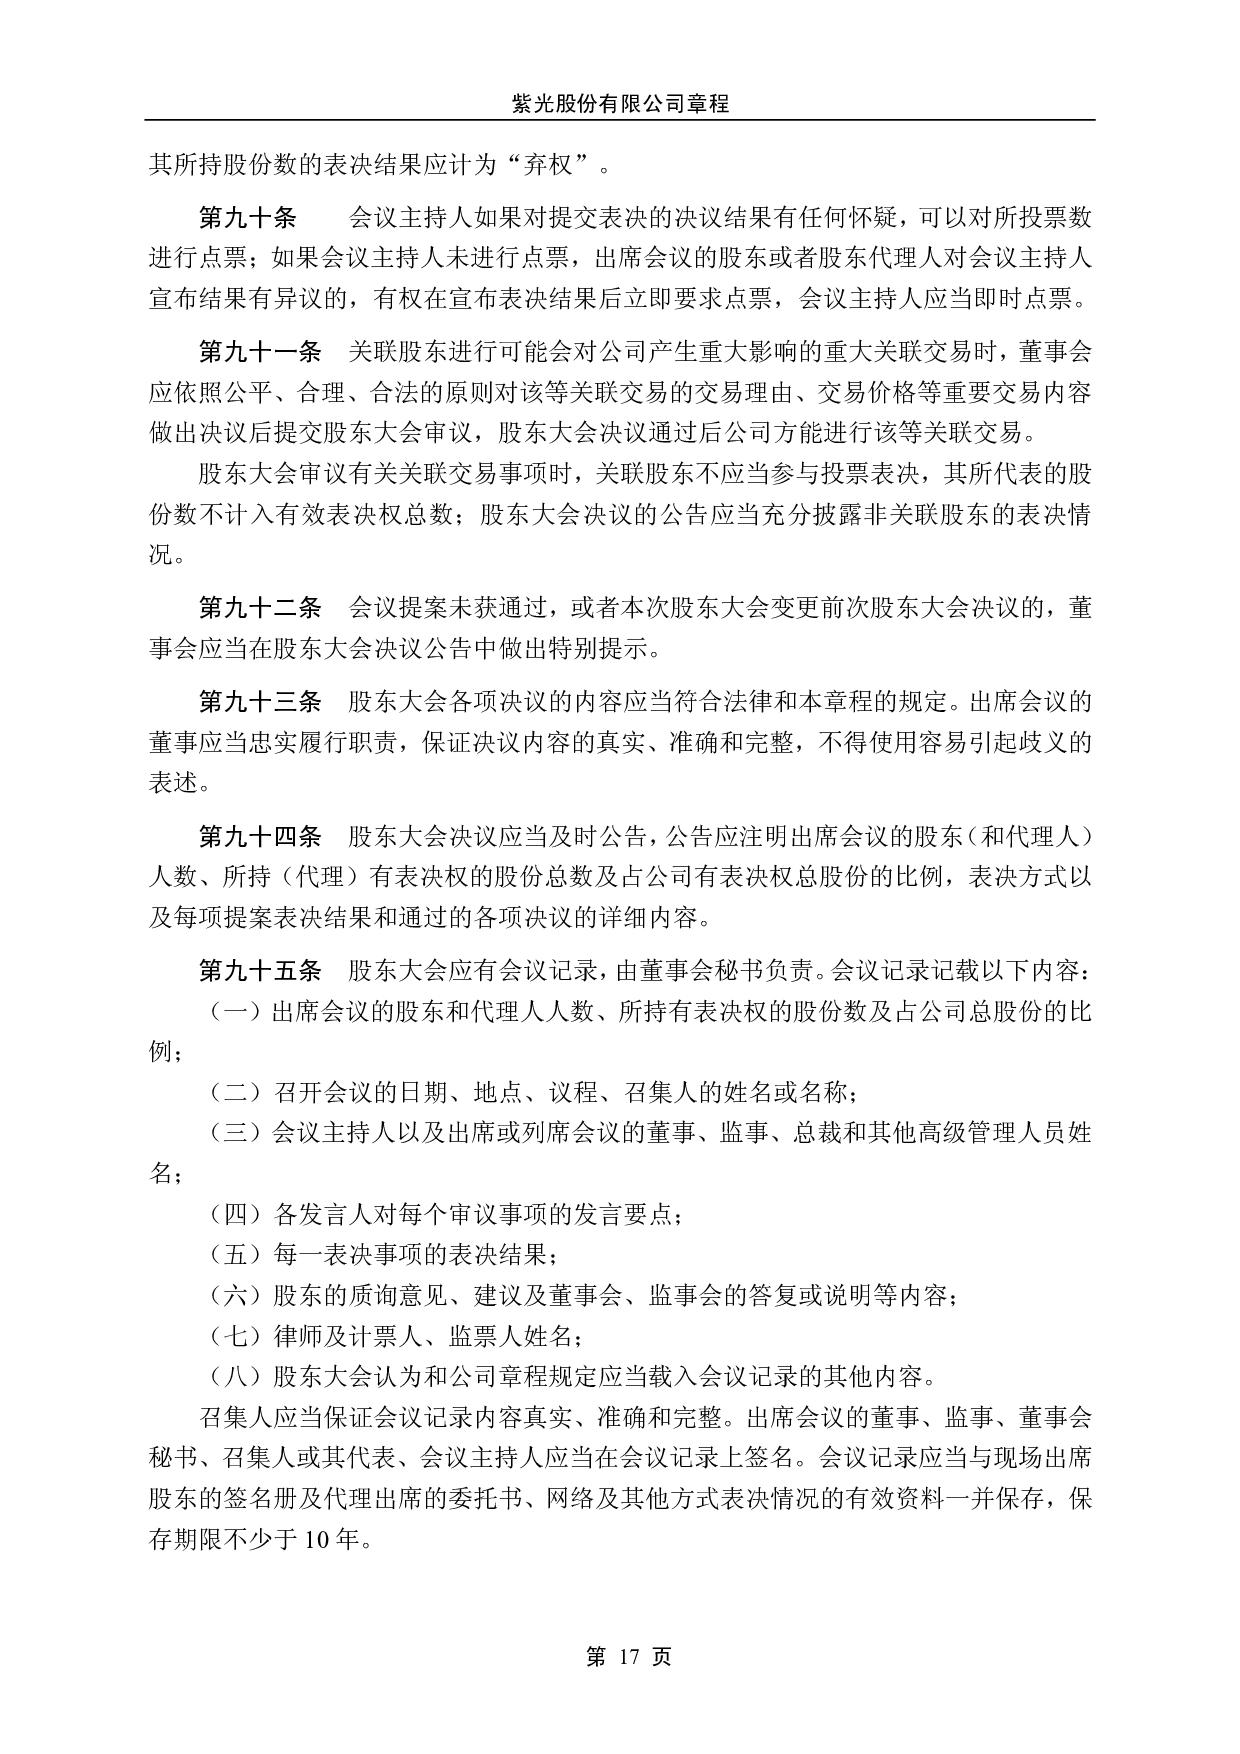 紫光股份有限公司章程
其所持股份数的表决结果应计为“弃权”。
第九十条　　会议主持人如果对提交表决的决议结果有任何怀疑，可以对所投票数
进行点票；如果会议主持人未进行点票，出席会议的股东或者股东代理人对会议主持人
宣布结果有异议的，有权在宣布表决结果后立即要求点票，会议主持人应当即时点票。
第九十一条　关联股东进行可能会对公司产生重大影响的重大关联交易时，董事会
应依照公平、合理、合法的原则对该等关联交易的交易理由、交易价格等重要交易内容
做出决议后提交股东大会审议，股东大会决议通过后公司方能进行该等关联交易。
股东大会审议有关关联交易事项时，关联股东不应当参与投票表决，其所代表的股
份数不计入有效表决权总数；股东大会决议的公告应当充分披露非关联股东的表决情
况。
第九十二条　会议提案未获通过，或者本次股东大会变更前次股东大会决议的，董
事会应当在股东大会决议公告中做出特别提示。
第九十三条　股东大会各项决议的内容应当符合法律和本章程的规定。出席会议的
董事应当忠实履行职责，保证决议内容的真实、准确和完整，不得使用容易引起歧义的
表述。
第九十四条　股东大会决议应当及时公告，公告应注明出席会议的股东（和代理人）
人数、所持（代理）有表决权的股份总数及占公司有表决权总股份的比例，表决方式以
及每项提案表决结果和通过的各项决议的详细内容。
第九十五条　股东大会应有会议记录，由董事会秘书负责。会议记录记载以下内容：
（一）出席会议的股东和代理人人数、所持有表决权的股份数及占公司总股份的比
例；
（二）召开会议的日期、地点、议程、召集人的姓名或名称；
（三）会议主持人以及出席或列席会议的董事、监事、总裁和其他高级管理人员姓
名；
（四）各发言人对每个审议事项的发言要点；
（五）每一表决事项的表决结果；
（六）股东的质询意见、建议及董事会、监事会的答复或说明等内容；
（七）律师及计票人、监票人姓名；
（八）股东大会认为和公司章程规定应当载入会议记录的其他内容。
召集人应当保证会议记录内容真实、准确和完整。出席会议的董事、监事、董事会
秘书、召集人或其代表、会议主持人应当在会议记录上签名。会议记录应当与现场出席
股东的签名册及代理出席的委托书、网络及其他方式表决情况的有效资料一并保存，保
存期限不少于 10 年。
第 17 页